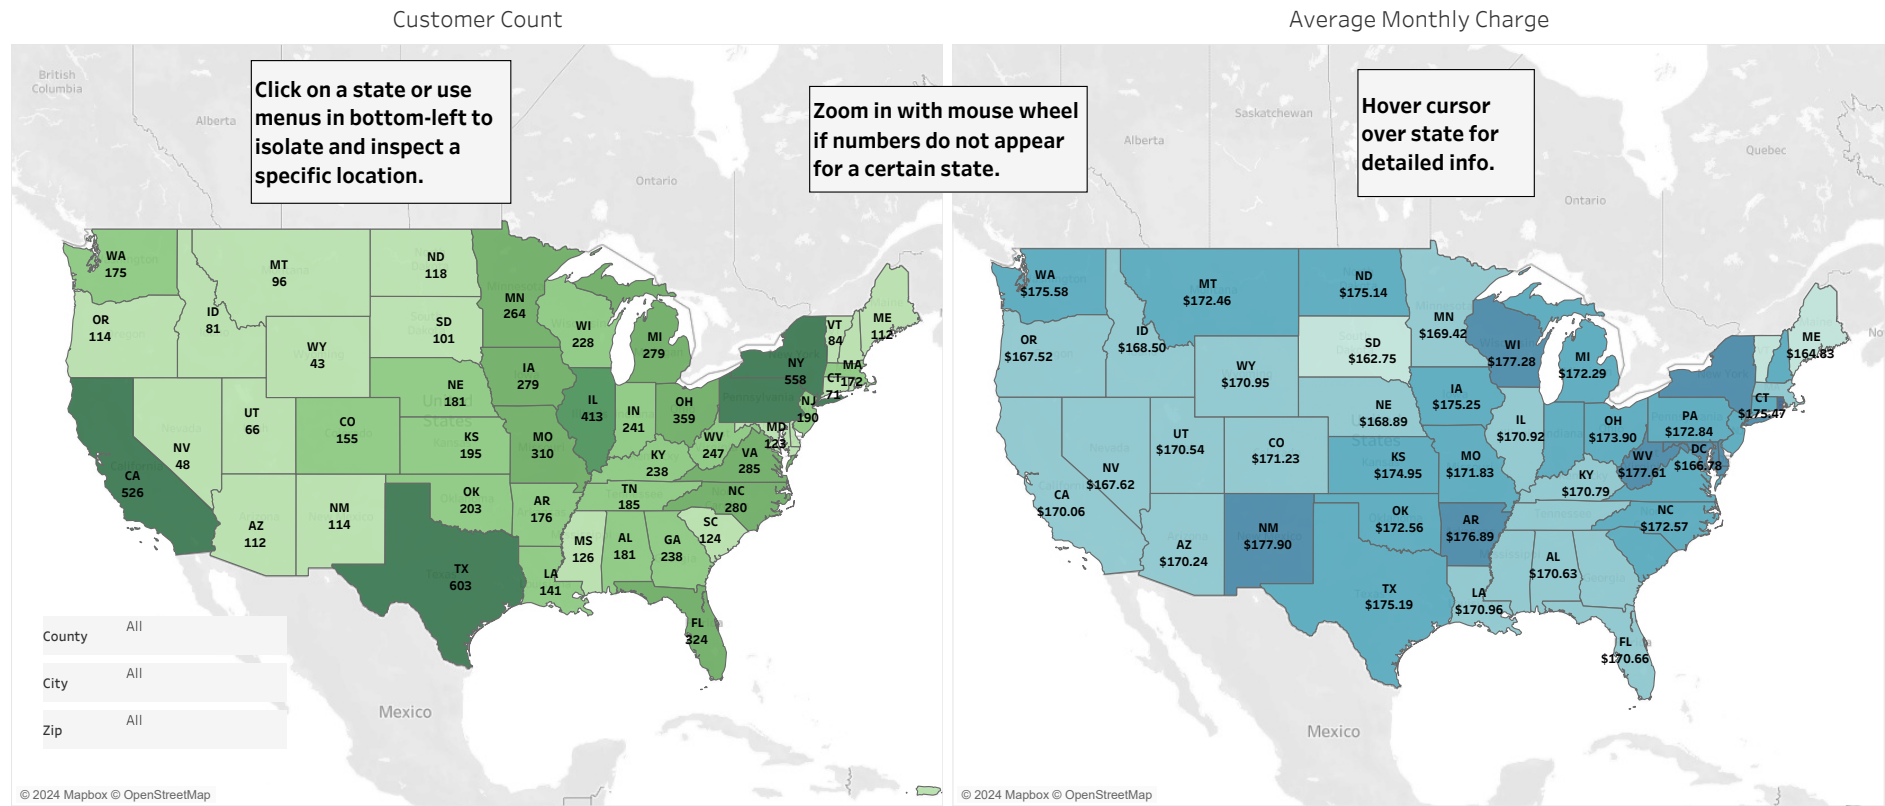 Customer Count
Average Monthly Charge
Click on a state or use
menus in bottom-left to
isolate and inspect a
specific location.
Zoom in with mouse wheel
if numbers do not appear
for a certain state.
Hover cursor
over state for
detailed info.
British
Columbia
Alberta
Ontario
WA
175
MT
96
ND
118
MN
264
OR
114
ID
81
SD
101
WI
228
MI
279
VT
84
ME
112
WY
43
NY
558
MA
172
CT
71
IA
279
NE
181
NJ
190
IL
413
IN
241
OH
359
UT
66
CO
155
NV
48
KS
195
MO
310
WV
247
MD
123
VA
285
KY
238
CA
526
TN
185
NC
280
OK
203
AR
176
AZ
112
NM
114
SC
124
MS
126
AL
181
GA
238
TX
603
LA
141
FL
324
United
States
Mexico
County
All
City
All
Zip
All
© 2024 Mapbox © OpenStreetMap
Saskatchewan
Alberta
Quebec
Ontario
No
WA
$175.58
MT
$172.46
ND
$175.14
MN
$169.42
OR
$167.52
ID
$168.50
SD
$162.75
WI
$177.28
MI
$172.29
ME
$164.83
WY
$170.95
IA
$175.25
NE
$168.89
CT
$175.47
PA
$172.84
IL
$170.92
OH
$173.90
UT
$170.54
CO
$171.23
NV
$167.62
KS
$174.95
MO
$171.83
WV
$177.61
DC
$166.78
KY
$170.79
CA
$170.06
NC
$172.57
OK
$172.56
AR
$176.89
AZ
$170.24
NM
$177.90
AL
$170.63
TX
$175.19
LA
$170.96
FL
$170.66
United
States
Mexico
© 2024 Mapbox © OpenStreetMap